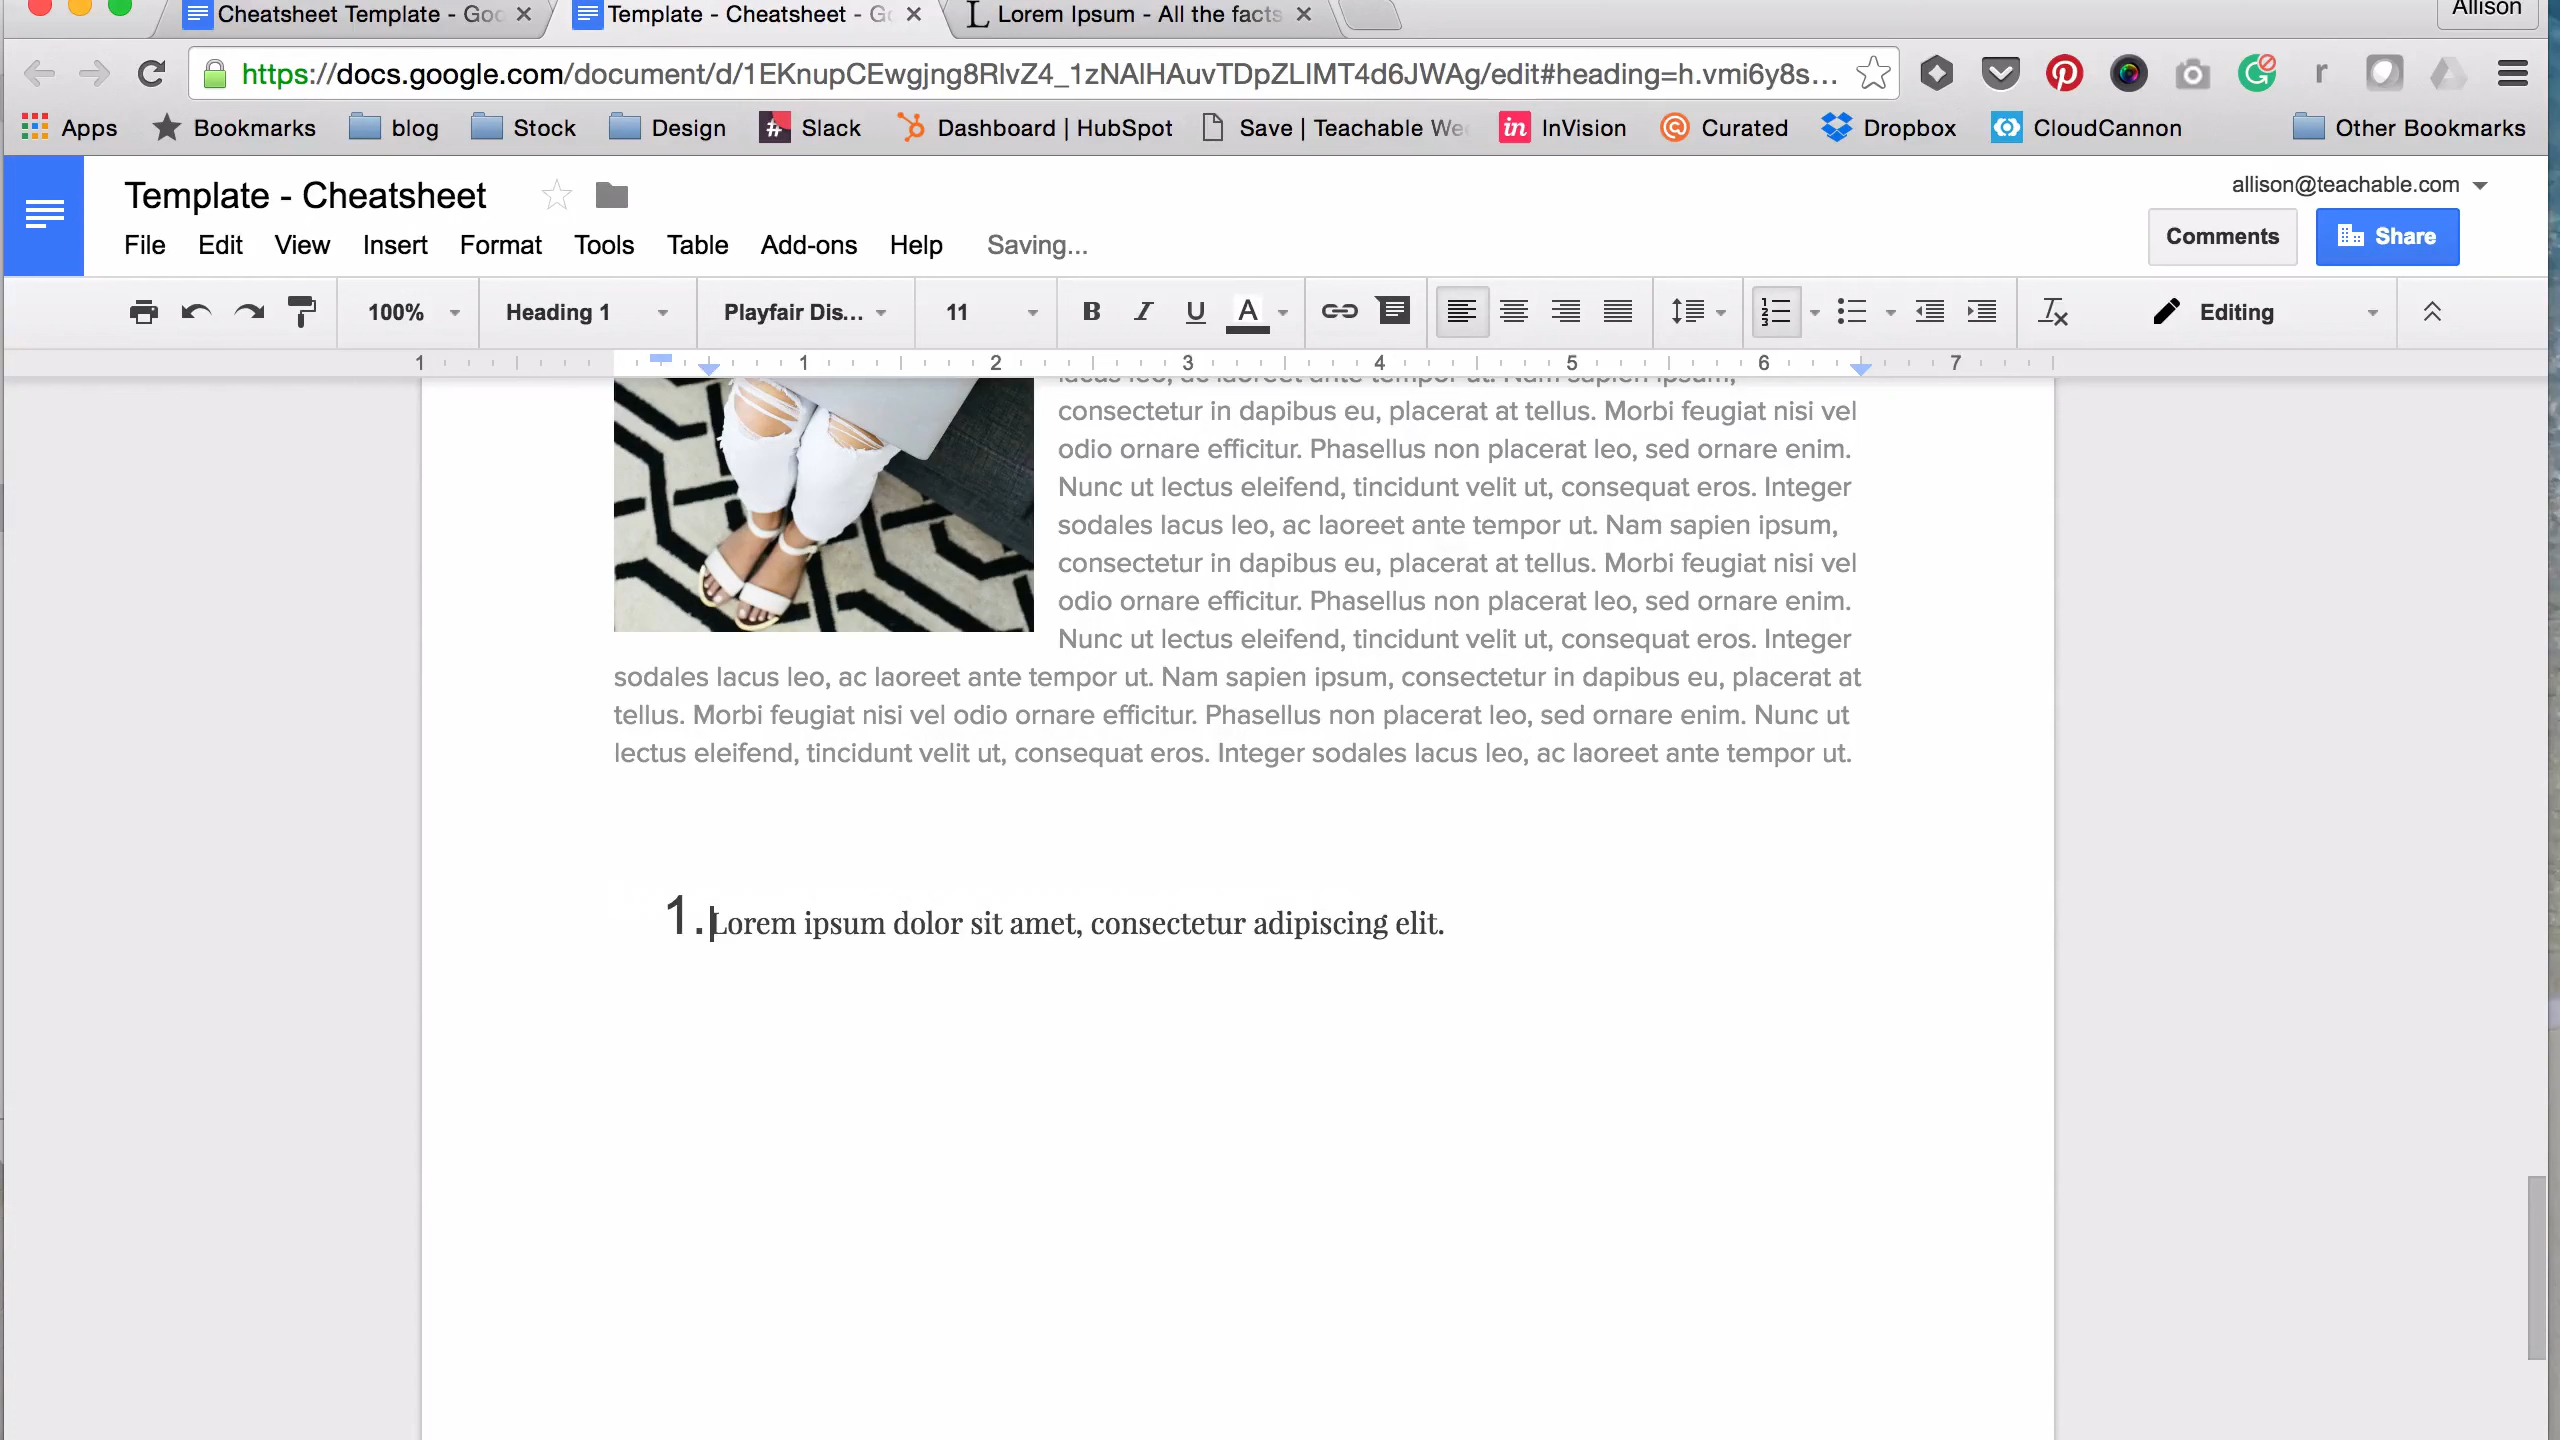 Cheatsheet Template - Goo
Template - Cheatsheet - Go
Lorem Ipsum - All the facts
Allison
https://docs.google.com/document/d/1EKnupCEwgjng8RlvZ4_1zNAlHAuvTDpZLIMT4d6JWAg/edit#heading=h.vmi6y8s...
Apps Bookmarks blog Stock Design Slack Dashboard | HubSpot Save | Teachable We InVision Curated Dropbox CloudCannon Other Bookmarks
Template - Cheatsheet
allison@teachable.com
File Edit View Insert Format Tools Table Add-ons Help Saving...
Comments Share
100% Heading 1 Playfair Dis... 11 B I U A Editing
1 1 2 3 4 5 6 7
lacus leo, ac laoreet ante tempor ut. Nam sapien ipsum,
consectetur in dapibus eu, placerat at tellus. Morbi feugiat nisi vel
odio ornare efficitur. Phasellus non placerat leo, sed ornare enim.
Nunc ut lectus eleifend, tincidunt velit ut, consequat eros. Integer
sodales lacus leo, ac laoreet ante tempor ut. Nam sapien ipsum,
consectetur in dapibus eu, placerat at tellus. Morbi feugiat nisi vel
odio ornare efficitur. Phasellus non placerat leo, sed ornare enim.
Nunc ut lectus eleifend, tincidunt velit ut, consequat eros. Integer
sodales lacus leo, ac laoreet ante tempor ut. Nam sapien ipsum, consectetur in dapibus eu, placerat at
tellus. Morbi feugiat nisi vel odio ornare efficitur. Phasellus non placerat leo, sed ornare enim. Nunc ut
lectus eleifend, tincidunt velit ut, consequat eros. Integer sodales lacus leo, ac laoreet ante tempor ut.
1. Lorem ipsum dolor sit amet, consectetur adipiscing elit.